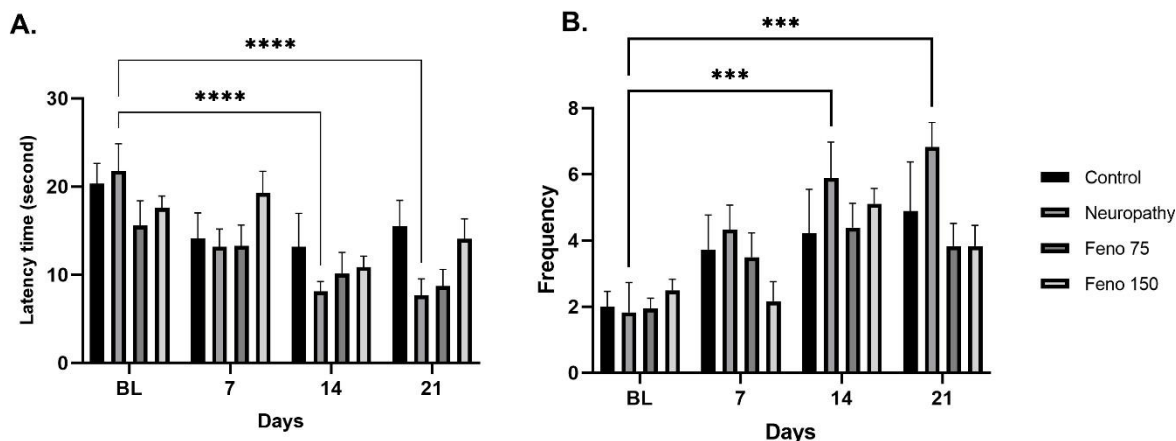 A.
****
****
30
20
10
0
Latency time (second)
BL 7 14 21
Days
B.
***
***
8
6
4
2
0
Frequency
BL 7 14 21
Days
Control
Neuropathy
Feno 75
Feno 150